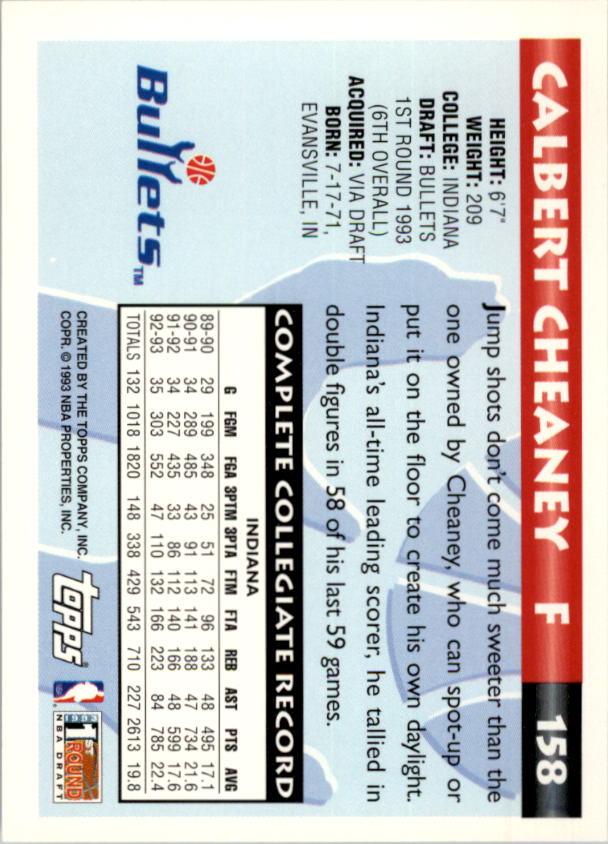 CALBERT CHEANEY F 158
HEIGHT: 6'7"
WEIGHT: 209
COLLEGE: INDIANA
DRAFT: BULLETS
1ST ROUND 1993
(6TH OVERALL)
ACQUIRED: VIA DRAFT
BORN: 7-17-71,
EVANSVILLE, IN
Bullets™
Jump shots don't come much sweeter than the
one owned by Cheaney, who can spot-up or
put it on the floor to create his own daylight.
Indiana's all-time leading scorer, he tallied in
double figures in 58 of his last 59 games.
COMPLETE COLLEGIATE RECORD
INDIANA
G FGM FGA 3PTM 3PTA FTM FTA REB AST PTS AVG
89-90 29 199 348 25 51 72 96 133 48 495 17.1
90-91 34 289 485 43 91 113 141 188 47 734 21.6
91-92 34 227 435 33 86 112 140 166 48 599 17.6
92-93 35 303 552 47 110 132 166 223 84 785 22.4
TOTALS 132 1018 1820 148 338 429 543 710 227 2613 19.8
CREATED BY THE TOPPS COMPANY, INC.
COPR. © 1993 NBA PROPERTIES, INC.
TOPPS®
1ST
ROUND
NBA DRAFT